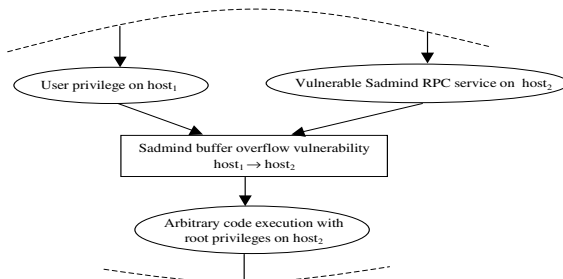 User privilege on host₁
Vulnerable Sadmind RPC service on host₂
Sadmind buffer overflow vulnerability
host₁ → host₂
Arbitrary code execution with
root privileges on host₂